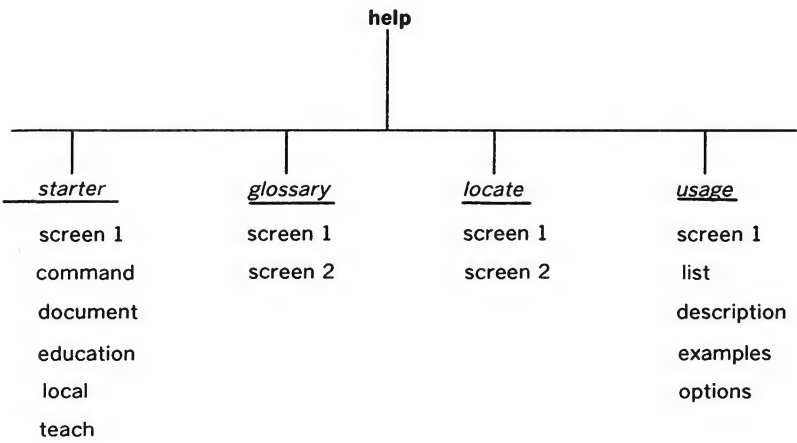 help
starter
screen 1
command
document
education
local
teach
glossary
screen 1
screen 2
locate
screen 1
screen 2
usage
screen 1
list
description
examples
options